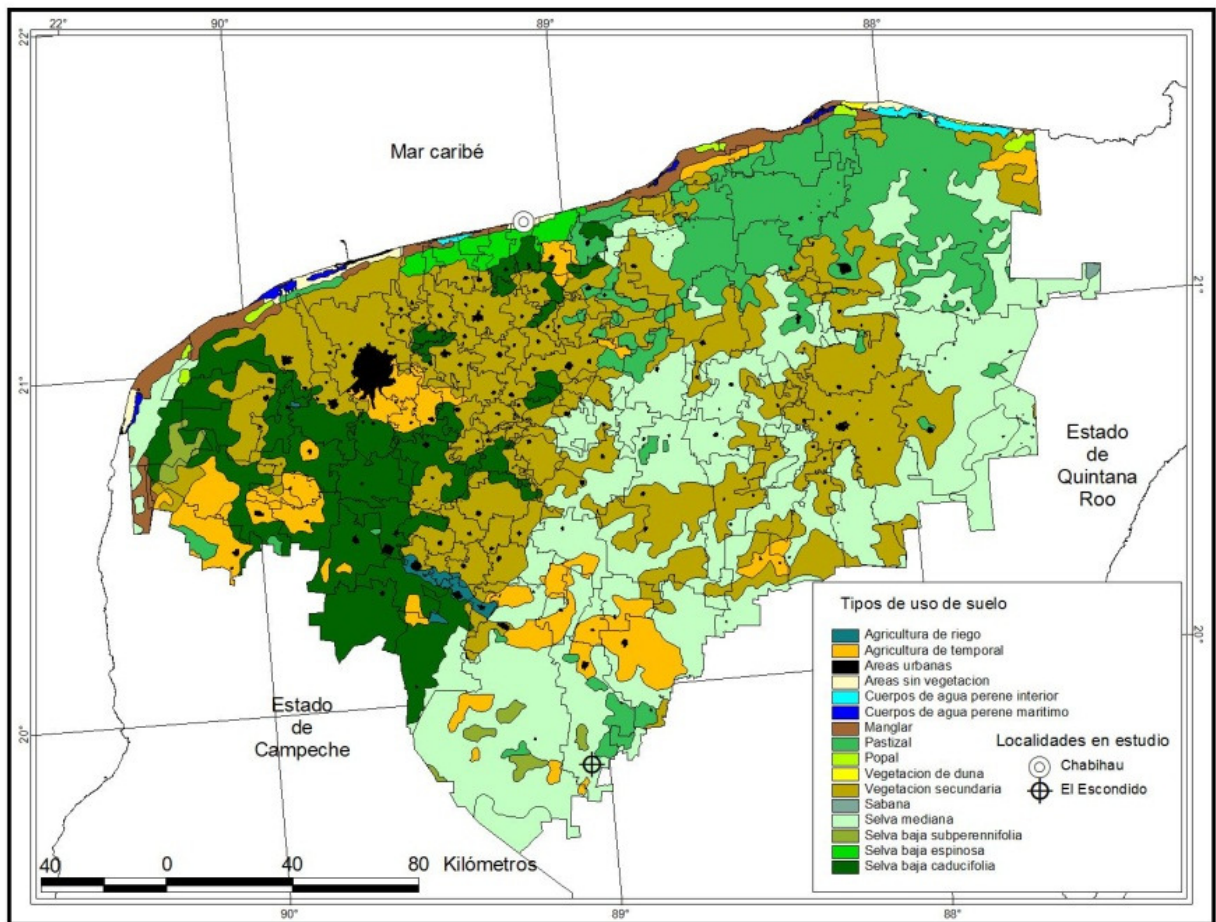 22°
90°
89°
88°
22°
Mar caribé
21°
21°
Estado
de
Quintana
Roo
20°
20°
Estado
de
Campeche
Tipos de uso de suelo
Agricultura de riego
Agricultura de temporal
Areas urbanas
Areas sin vegetacion
Cuerpos de agua perene interior
Cuerpos de agua perene maritimo
Manglar
Pastizal
Popal
Vegetacion de duna
Vegetacion secundaria
Sabana
Selva mediana
Selva baja subperennifolia
Selva baja espinosa
Selva baja caducifolia
Localidades en estudio
Chabihau
El Escondido
40 0 40 80 Kilómetros
90°
89°
88°